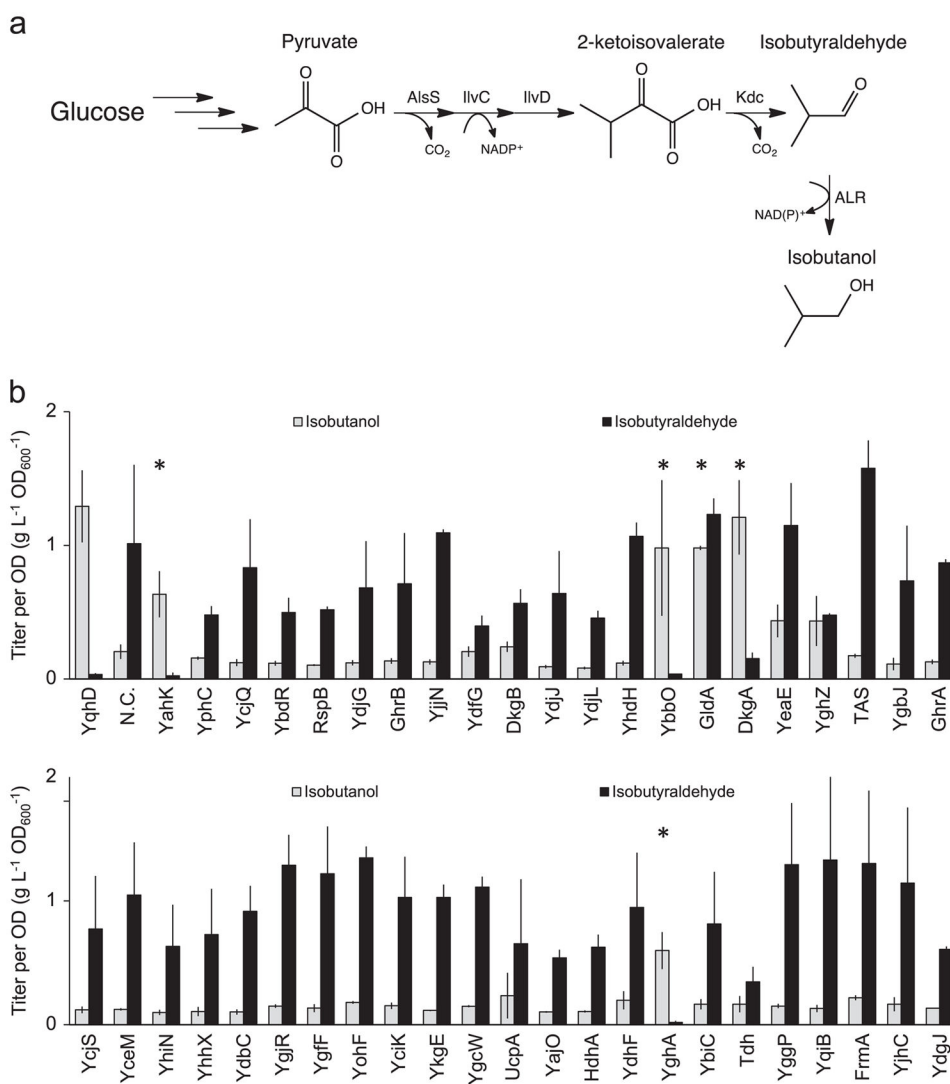 a
Pyruvate
2-ketoisovalerate
Isobutyraldehyde
O
OH
O
Glucose
AlsS
IlvC
IlvD
CO2
NADP+
O
OH
O
Kdc
CO2
O
NAD(P)+
ALR
Isobutanol
OH
b
2
1
0
Titer per OD (g L-1 OD600-1)
Isobutanol
Isobutyraldehyde
*
*
*
*
YqhD
N.C.
YahK
YphC
YcjQ
YbdR
RspB
YdjG
GhrB
YjjN
YdfG
DkgB
YdjJ
YdjL
YhdH
YbbO
GldA
DkgA
YeaE
YghZ
TAS
YgbJ
GhrA
2
1
0
Titer per OD (g L-1 OD600-1)
Isobutanol
Isobutyraldehyde
*
YcjS
YceM
YhiN
YhhX
YdbC
YgjR
YgfF
YohF
YciK
YkgE
YgcW
UcpA
YajO
HdhA
YdhF
YghA
YbiC
Tdh
YggP
YqiB
FrmA
YjhC
YdgJ